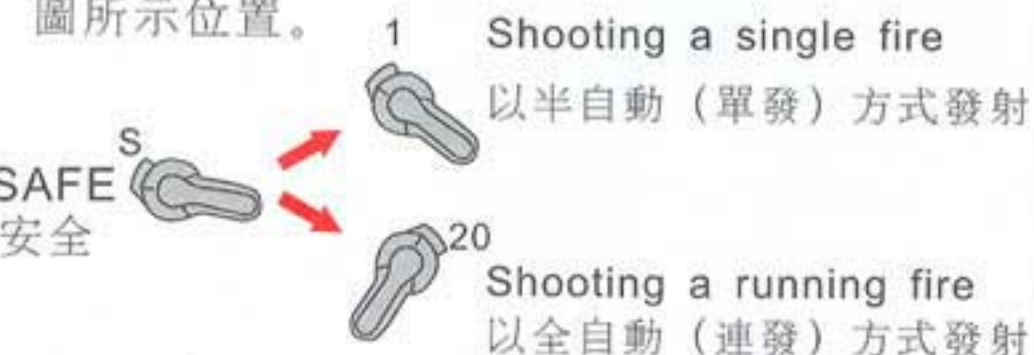 圖所示位置。
1 Shooting a single fire
以半自動（單發）方式發射
S
SAFE
安全
20
Shooting a running fire
以全自動（連發）方式發射